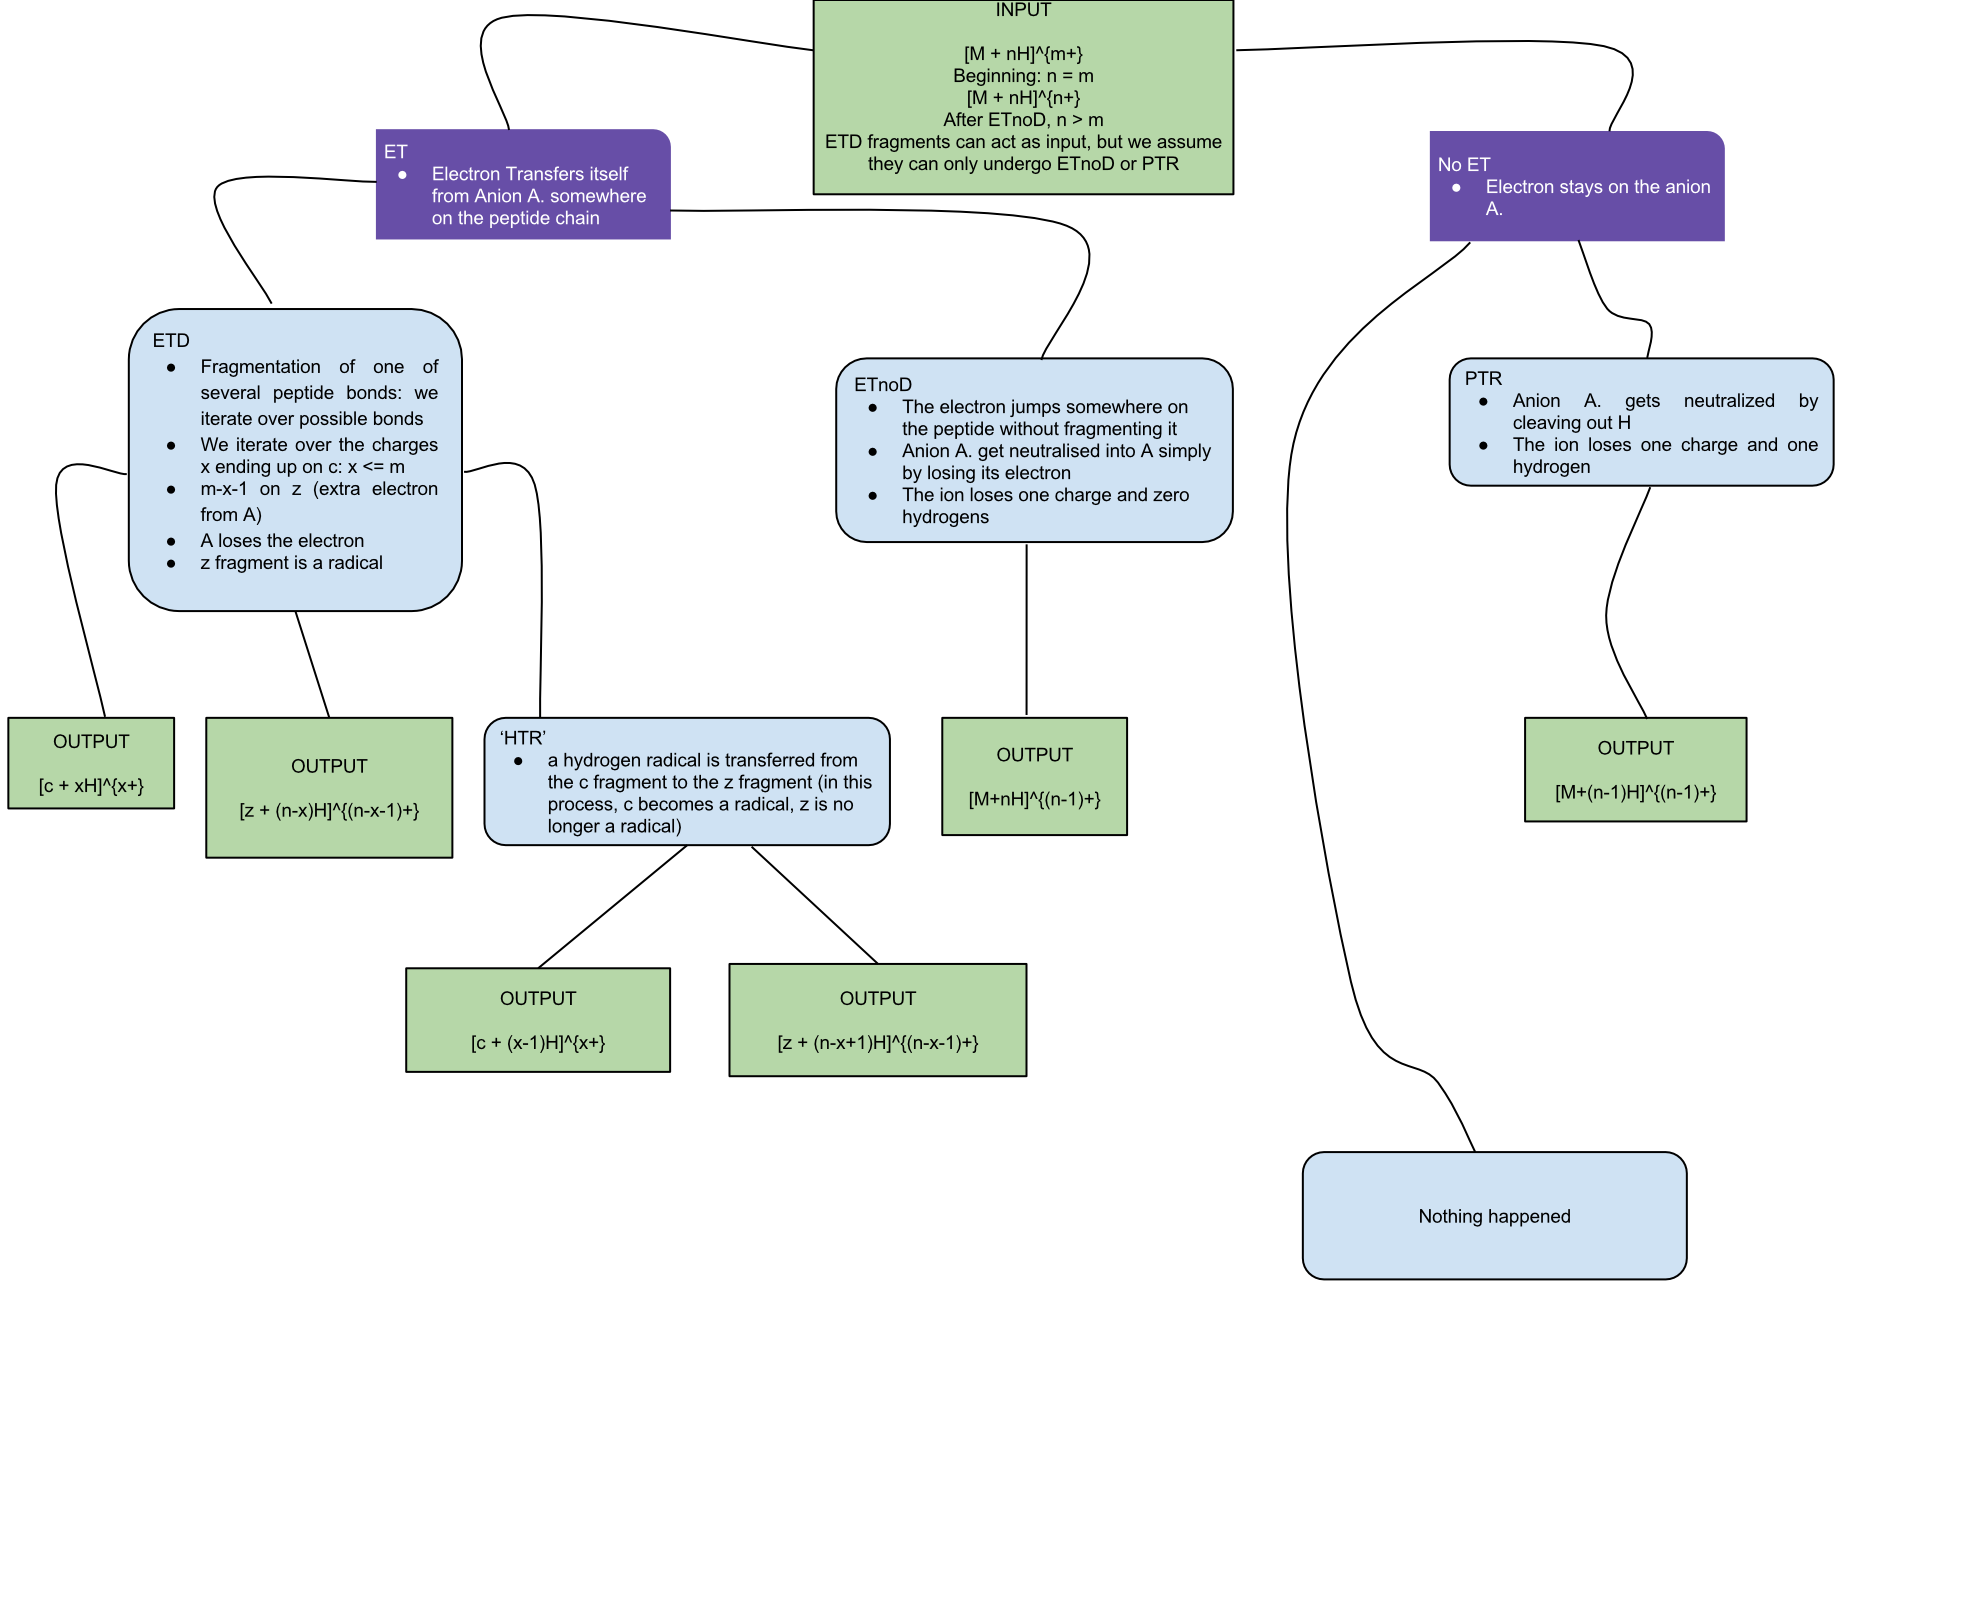 INPUT
[M + nH]^{m+}
Beginning: n = m
[M + nH]^{n+}
After ETnoD, n > m
ETD fragments can act as input, but we assume
they can only undergo ETnoD or PTR
ET
● Electron Transfers itself
from Anion A. somewhere
on the peptide chain
No ET
● Electron stays on the anion
A.
ETD
● Fragmentation of one of
several peptide bonds: we
iterate over possible bonds
● We iterate over the charges
x ending up on c: x <= m
● m-x-1 on z (extra electron
from A)
● A loses the electron
● z fragment is a radical
ETnoD
● The electron jumps somewhere on
the peptide without fragmenting it
● Anion A. get neutralised into A simply
by losing its electron
● The ion loses one charge and zero
hydrogens
PTR
● Anion A. gets neutralized by
cleaving out H
● The ion loses one charge and one
hydrogen
OUTPUT
[c + xH]^{x+}
OUTPUT
[z + (n-x)H]^{(n-x-1)+}
‘HTR’
● a hydrogen radical is transferred from
the c fragment to the z fragment (in this
process, c becomes a radical, z is no
longer a radical)
OUTPUT
[M+nH]^{(n-1)+}
OUTPUT
[M+(n-1)H]^{(n-1)+}
OUTPUT
[c + (x-1)H]^{x+}
OUTPUT
[z + (n-x+1)H]^{(n-x-1)+}
Nothing happened